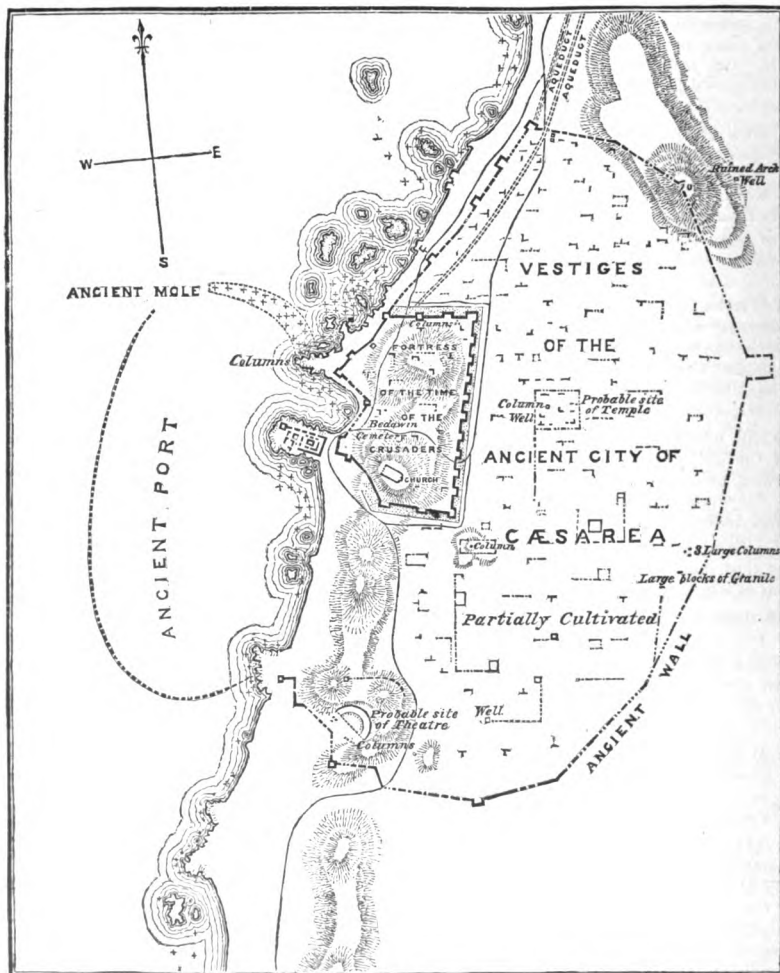 AQUEDUCT
AQUEDUCT
W
E
S
Ruined Arch
Well
VESTIGES
ANCIENT MOLE
OF THE
Columns
Columns
FORTRESS
OF THE TIME
OF THE
Bedawin
Cemetery
CRUSADERS
CHURCH
Column
Well
Probable site
of Temple
ANCIENT CITY OF
CÆSAREA
Column
3 Large Columns
Large blocks of Granite
ANCIENT PORT
Partially Cultivated
Probable site
of Theatre
Columns
Well
ANCIENT WALL